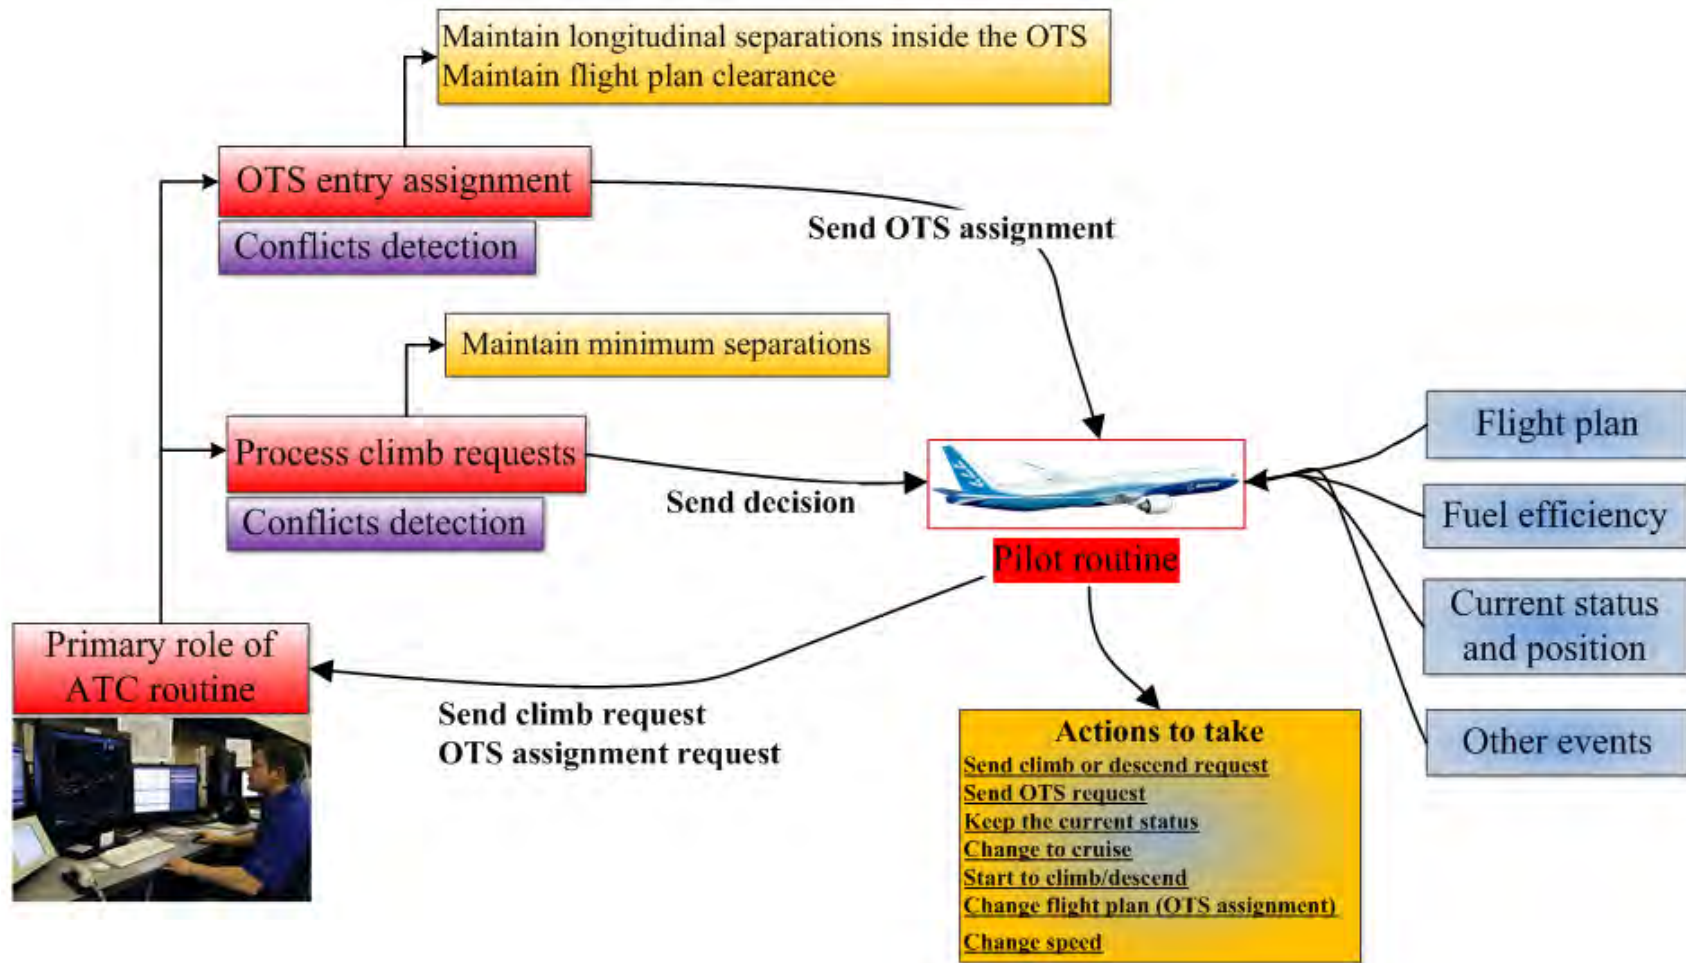 Maintain longitudinal separations inside the OTS
Maintain flight plan clearance
OTS entry assignment
Conflicts detection
Send OTS assignment
Maintain minimum separations
Process climb requests
Conflicts detection
Send decision
Flight plan
Fuel efficiency
Current status
and position
Other events
Pilot routine
Primary role of
ATC routine
Send climb request
OTS assignment request
Actions to take
Send climb or descend request
Send OTS request
Keep the current status
Change to cruise
Start to climb/descend
Change flight plan (OTS assignment)
Change speed